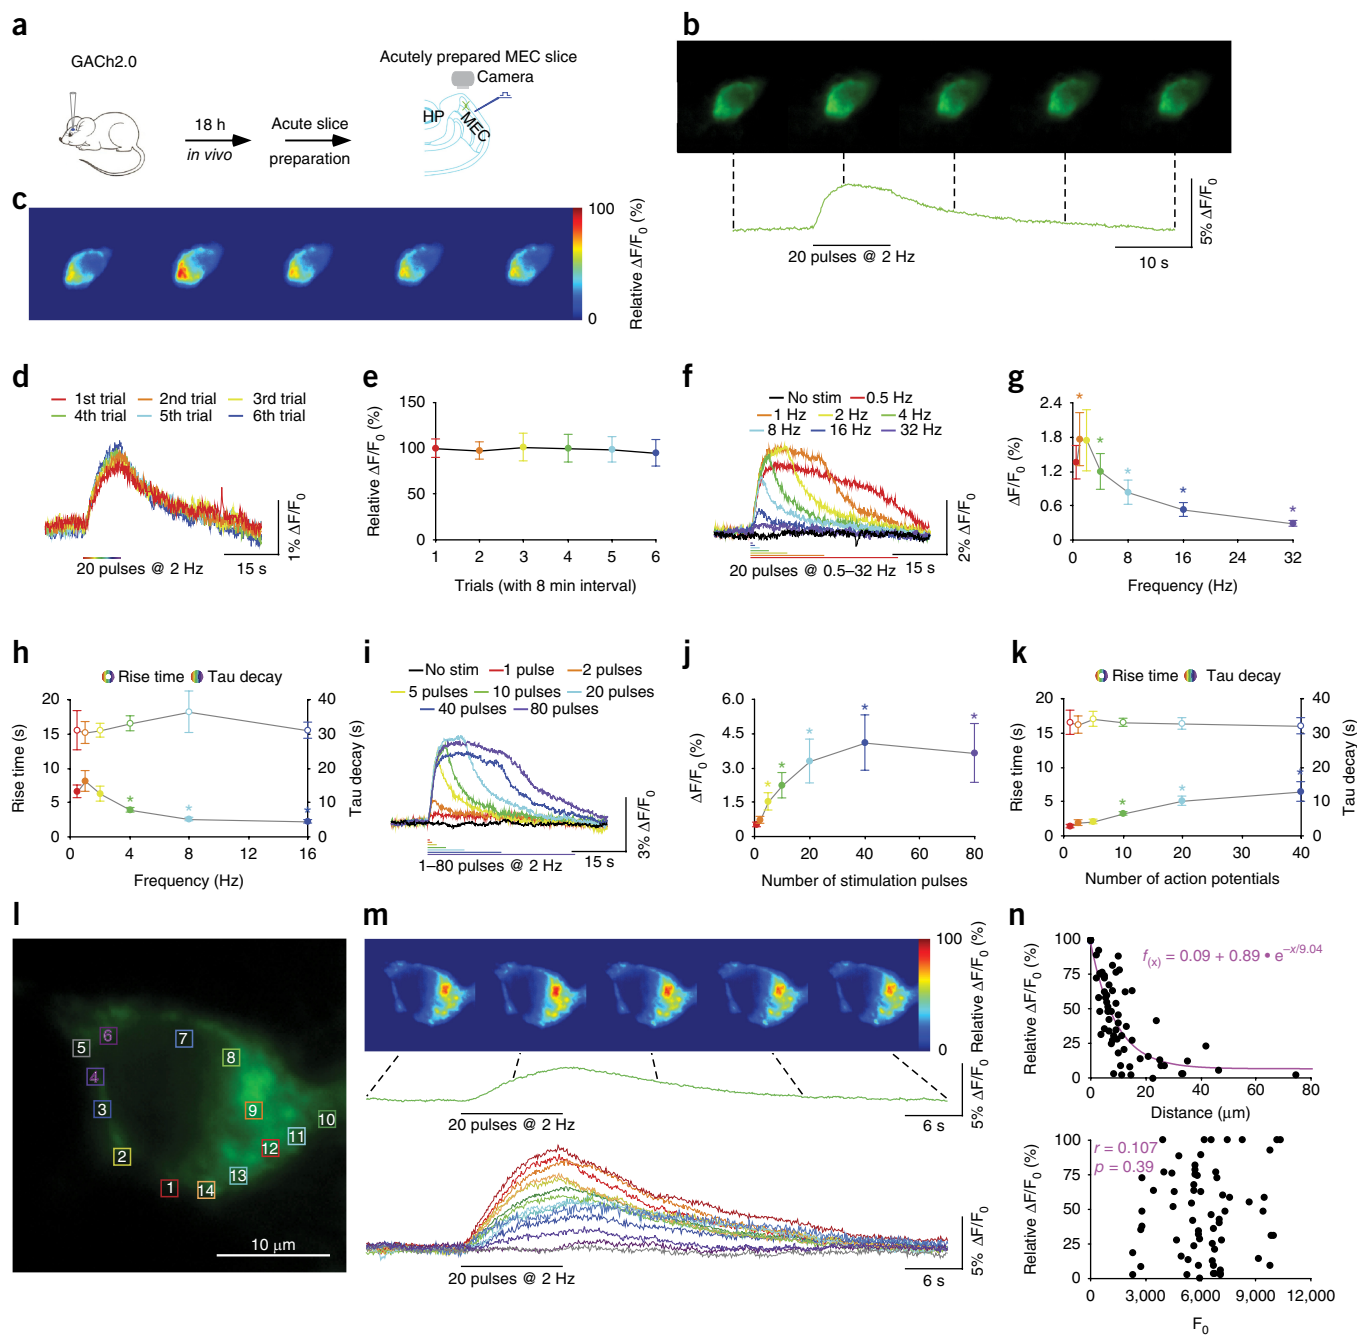 a
GACh2.0
18 h
in vivo
Acute slice
preparation
Acutely prepared MEC slice
Camera
HP
MEC
b
20 pulses @ 2 Hz
5% ΔF/F0
10 s
c
100
0
Relative ΔF/F0 (%)
d
1st trial 2nd trial 3rd trial
4th trial 5th trial 6th trial
20 pulses @ 2 Hz
15 s
1% ΔF/F0
e
Relative ΔF/F0 (%)
150
100
50
0
1 2 3 4 5 6
Trials (with 8 min interval)
f
No stim 0.5 Hz
1 Hz 2 Hz 4 Hz
8 Hz 16 Hz 32 Hz
20 pulses @ 0.5–32 Hz
15 s
2% ΔF/F0
g
ΔF/F0 (%)
2.4
1.8
1.2
0.6
0
* * * * *
0 8 16 24 32
Frequency (Hz)
h
Rise time Tau decay
Rise time (s)
20
15
10
5
0
40
30
20
10
0
Tau decay (s)
* * *
0 4 8 12 16
Frequency (Hz)
i
No stim 1 pulse 2 pulses
5 pulses 10 pulses 20 pulses
40 pulses 80 pulses
1–80 pulses @ 2 Hz
15 s
3% ΔF/F0
j
ΔF/F0 (%)
6.0
4.5
3.0
1.5
0
* * * * *
0 20 40 60 80
Number of stimulation pulses
k
Rise time Tau decay
Rise time (s)
20
15
10
5
0
40
30
20
10
0
Tau decay (s)
* * *
0 10 20 30 40
Number of action potentials
l
1
2
3
4
5
6
7
8
9
10
11
12
13
14
10 μm
m
100
0
Relative ΔF/F0 (%)
20 pulses @ 2 Hz
6 s
5% ΔF/F0
20 pulses @ 2 Hz
6 s
5% ΔF/F0
n
Relative ΔF/F0 (%)
100
75
50
25
0
f(x) = 0.09 + 0.89 • e–x/9.04
0 20 40 60 80
Distance (μm)
Relative ΔF/F0 (%)
100
75
50
25
0
r = 0.107
p = 0.39
0 3,000 6,000 9,000 12,000
F0